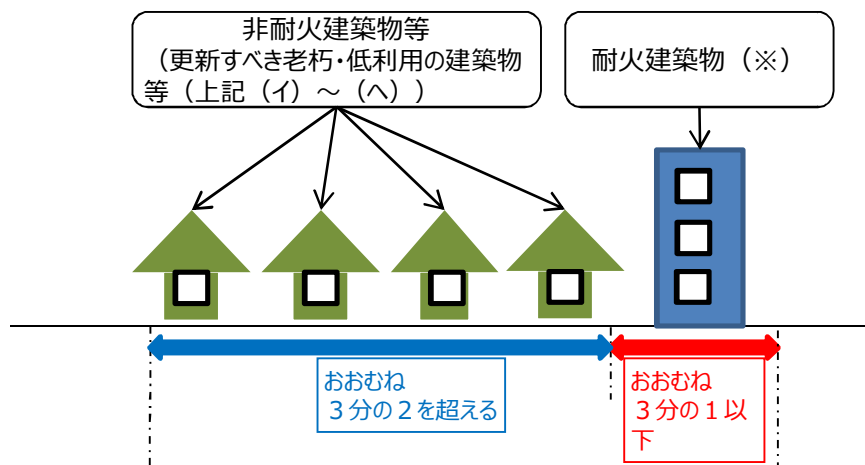 非耐火建築物等
（更新すべき老朽・低利用の建築物
等（上記（イ）～（ヘ））
耐火建築物（※）
おおむね
３分の２を超える
おおむね
３分の１以
下